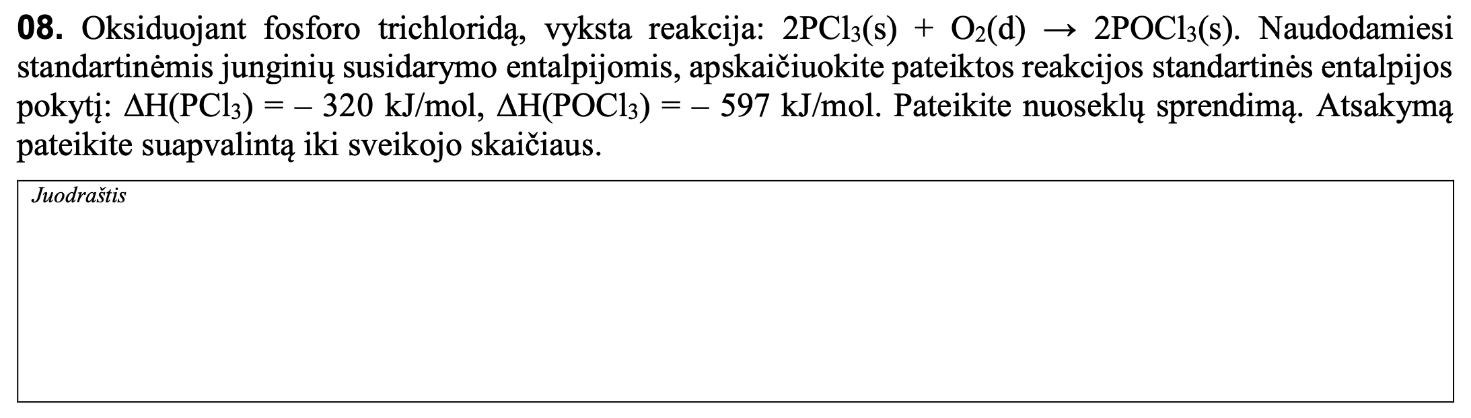 08. Oksiduojant fosforo trichloridą, vyksta reakcija: 2PCl₃(s) + O₂(d) → 2POCl₃(s). Naudodamiesi
standartinėmis junginių susidarymo entalpijomis, apskaičiuokite pateiktos reakcijos standartinės entalpijos
pokytį: ΔH(PCl₃) = – 320 kJ/mol, ΔH(POCl₃) = – 597 kJ/mol. Pateikite nuoseklų sprendimą. Atsakymą
pateikite suapvalintą iki sveikojo skaičiaus.
Juodraštis